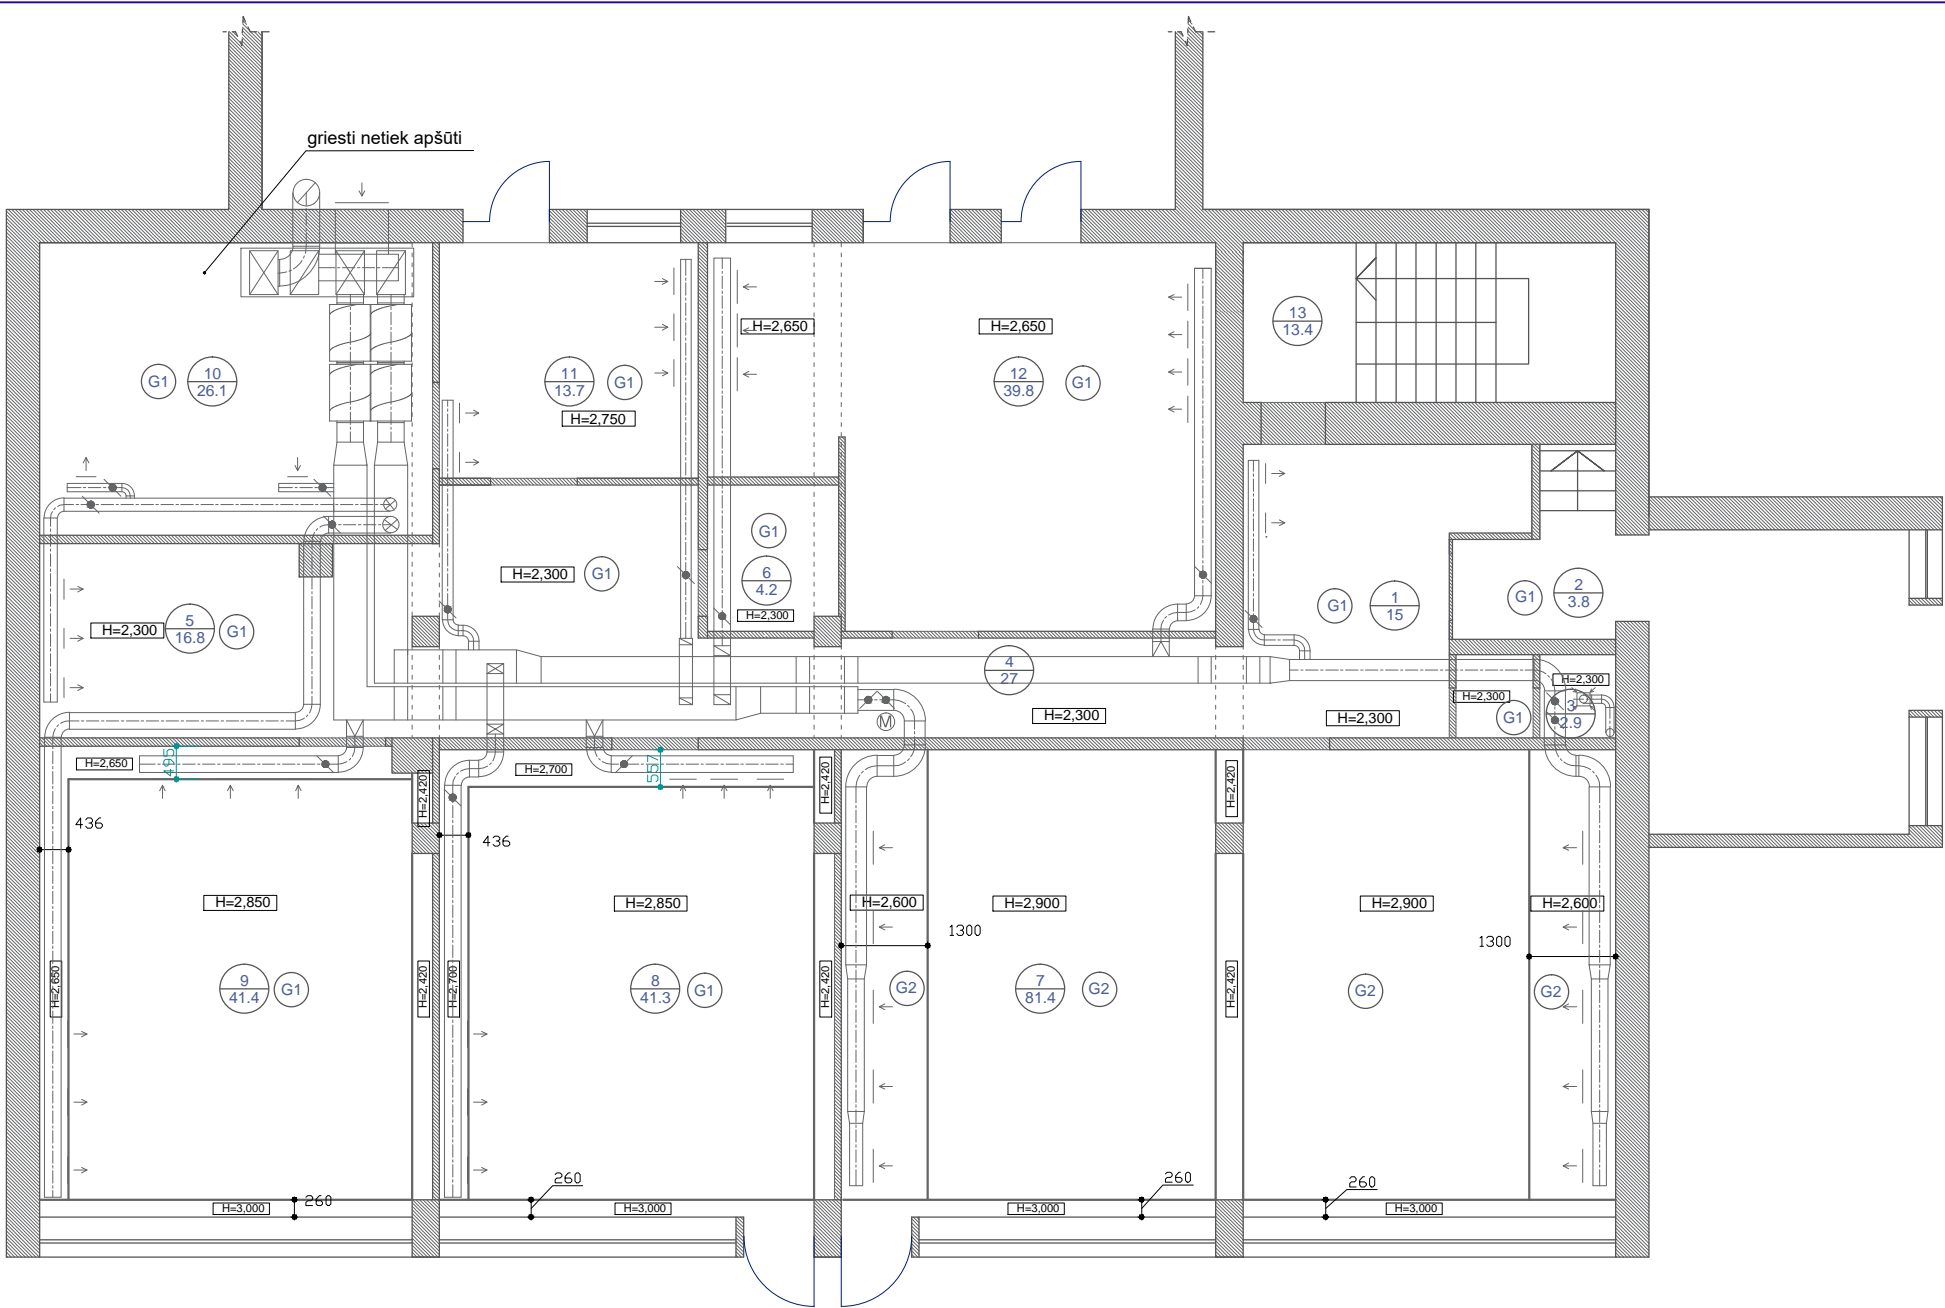 griesti netiek apšūti
H=2,650
H=2,650
13
13.4
G1
10
26.1
11
13.7
G1
H=2,750
12
39.8
G1
G1
H=2,300
G1
6
4.2
H=2,300
G1
1
15
G1
2
3.8
H=2,300
5
16.8
G1
4
27
H=2,300
H=2,300
H=2,300
H=2,300
G1
3
2.9
M
H=2,650
495
H=2,420
H=2,700
557
H=2,420
H=2,420
436
436
H=2,850
H=2,850
H=2,600
H=2,900
H=2,900
H=2,600
1300
1300
H=2,650
9
41.4
G1
H=2,420
H=2,700
8
41.3
G1
H=2,420
G2
7
81.4
G2
H=2,420
G2
G2
260
260
260
260
H=3,000
H=3,000
H=3,000
H=3,000